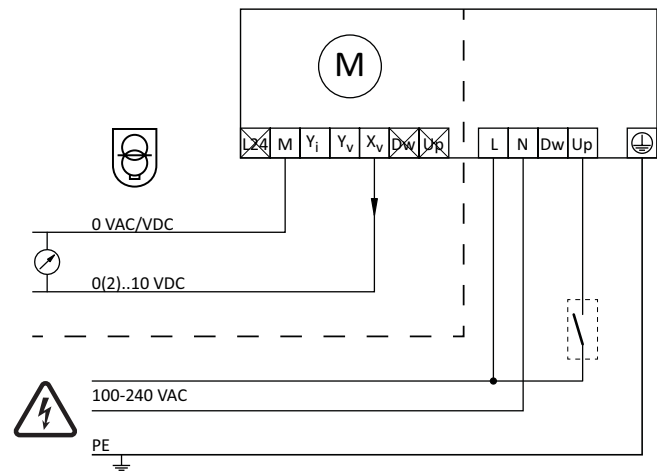 M
L24 M Yi Yv Xv Dw Up L N Dw Up
0 VAC/VDC
0(2)..10 VDC
100-240 VAC
PE